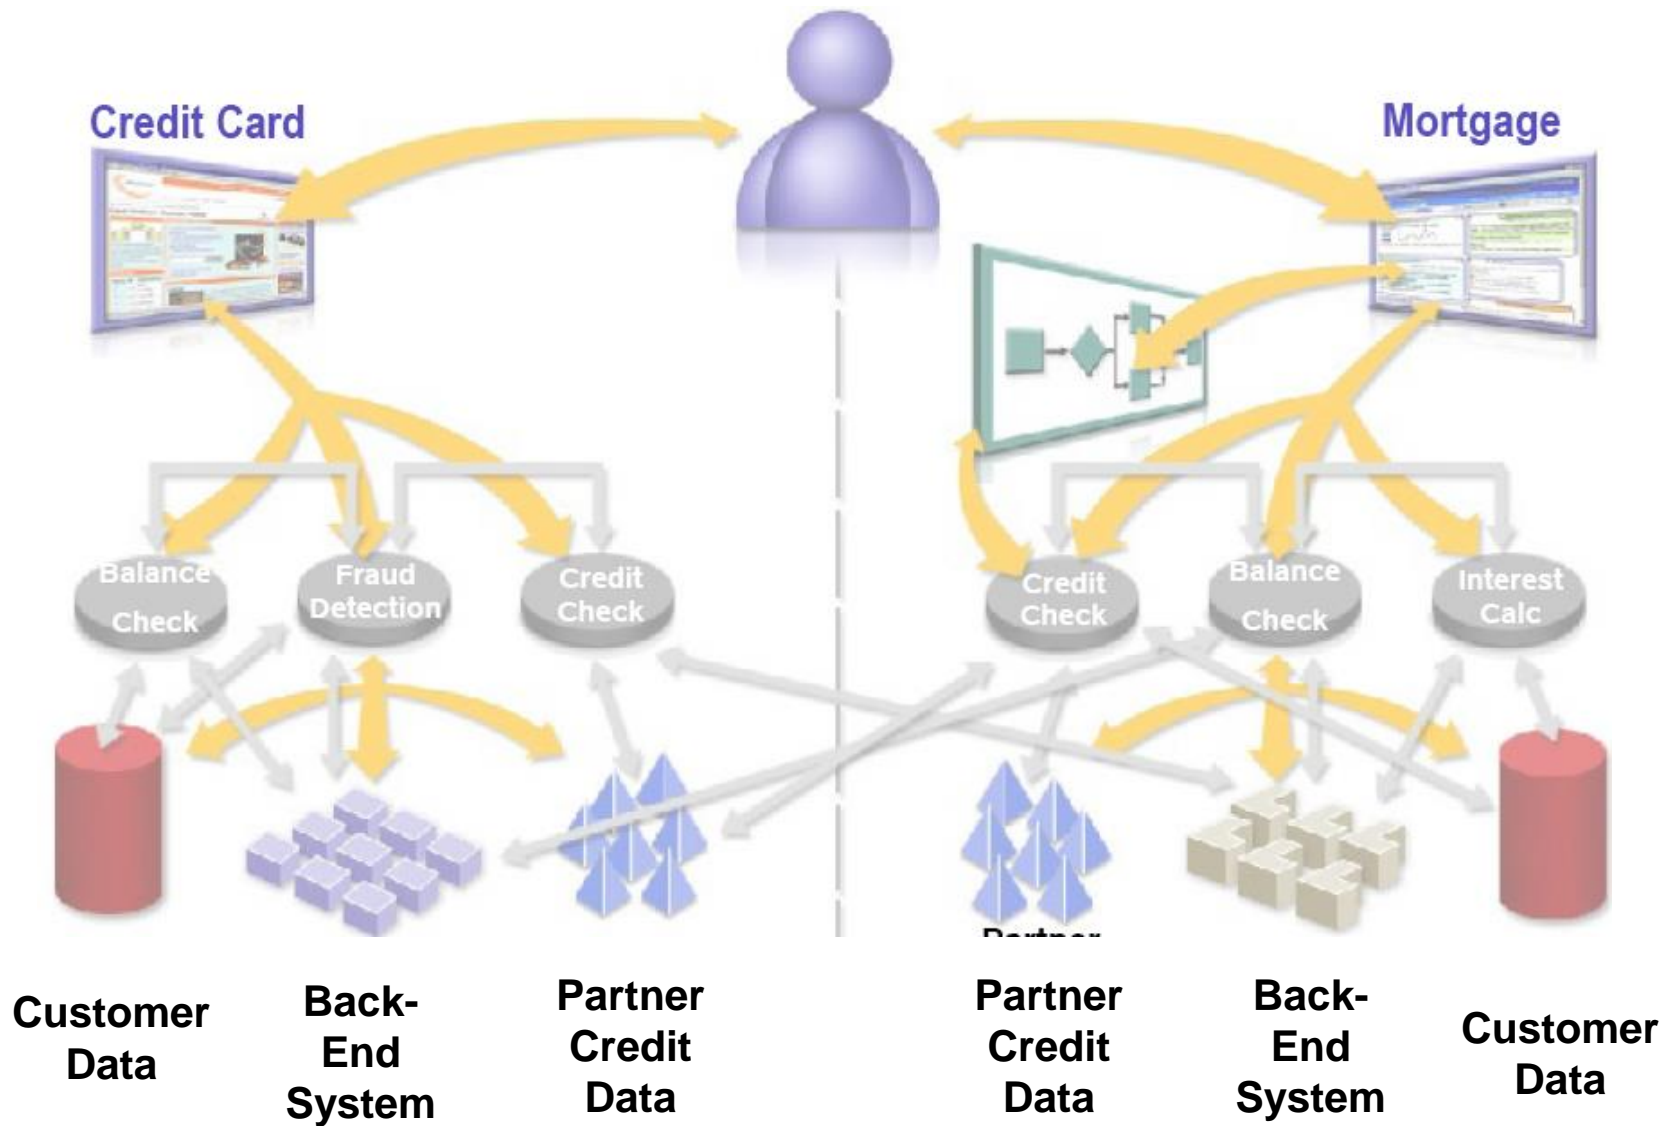 Credit Card
Mortgage
Balance
Check
Fraud
Detection
Credit
Check
Credit
Check
Balance
Check
Interest
Calc
Partner
Customer
Data
Back-
End
System
Partner
Credit
Data
Partner
Credit
Data
Back-
End
System
Customer
Data